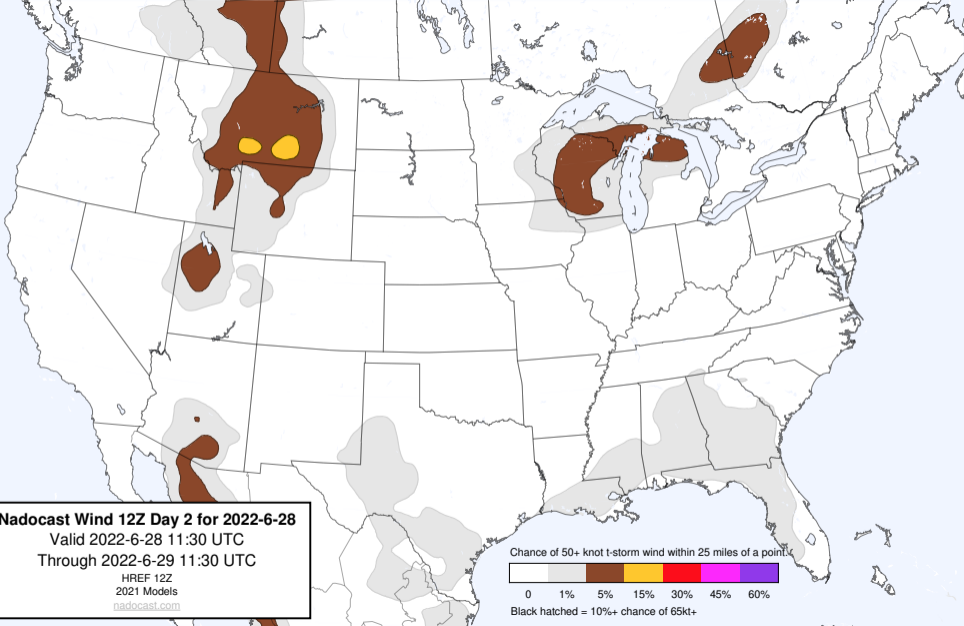 Nadocast Wind 12Z Day 2 for 2022-6-28
Valid 2022-6-28 11:30 UTC
Through 2022-6-29 11:30 UTC
HREF 12Z
2021 Models
nadocast.com
Chance of 50+ knot t-storm wind within 25 miles of a point.
0 1% 5% 15% 30% 45% 60%
Black hatched = 10%+ chance of 65kt+